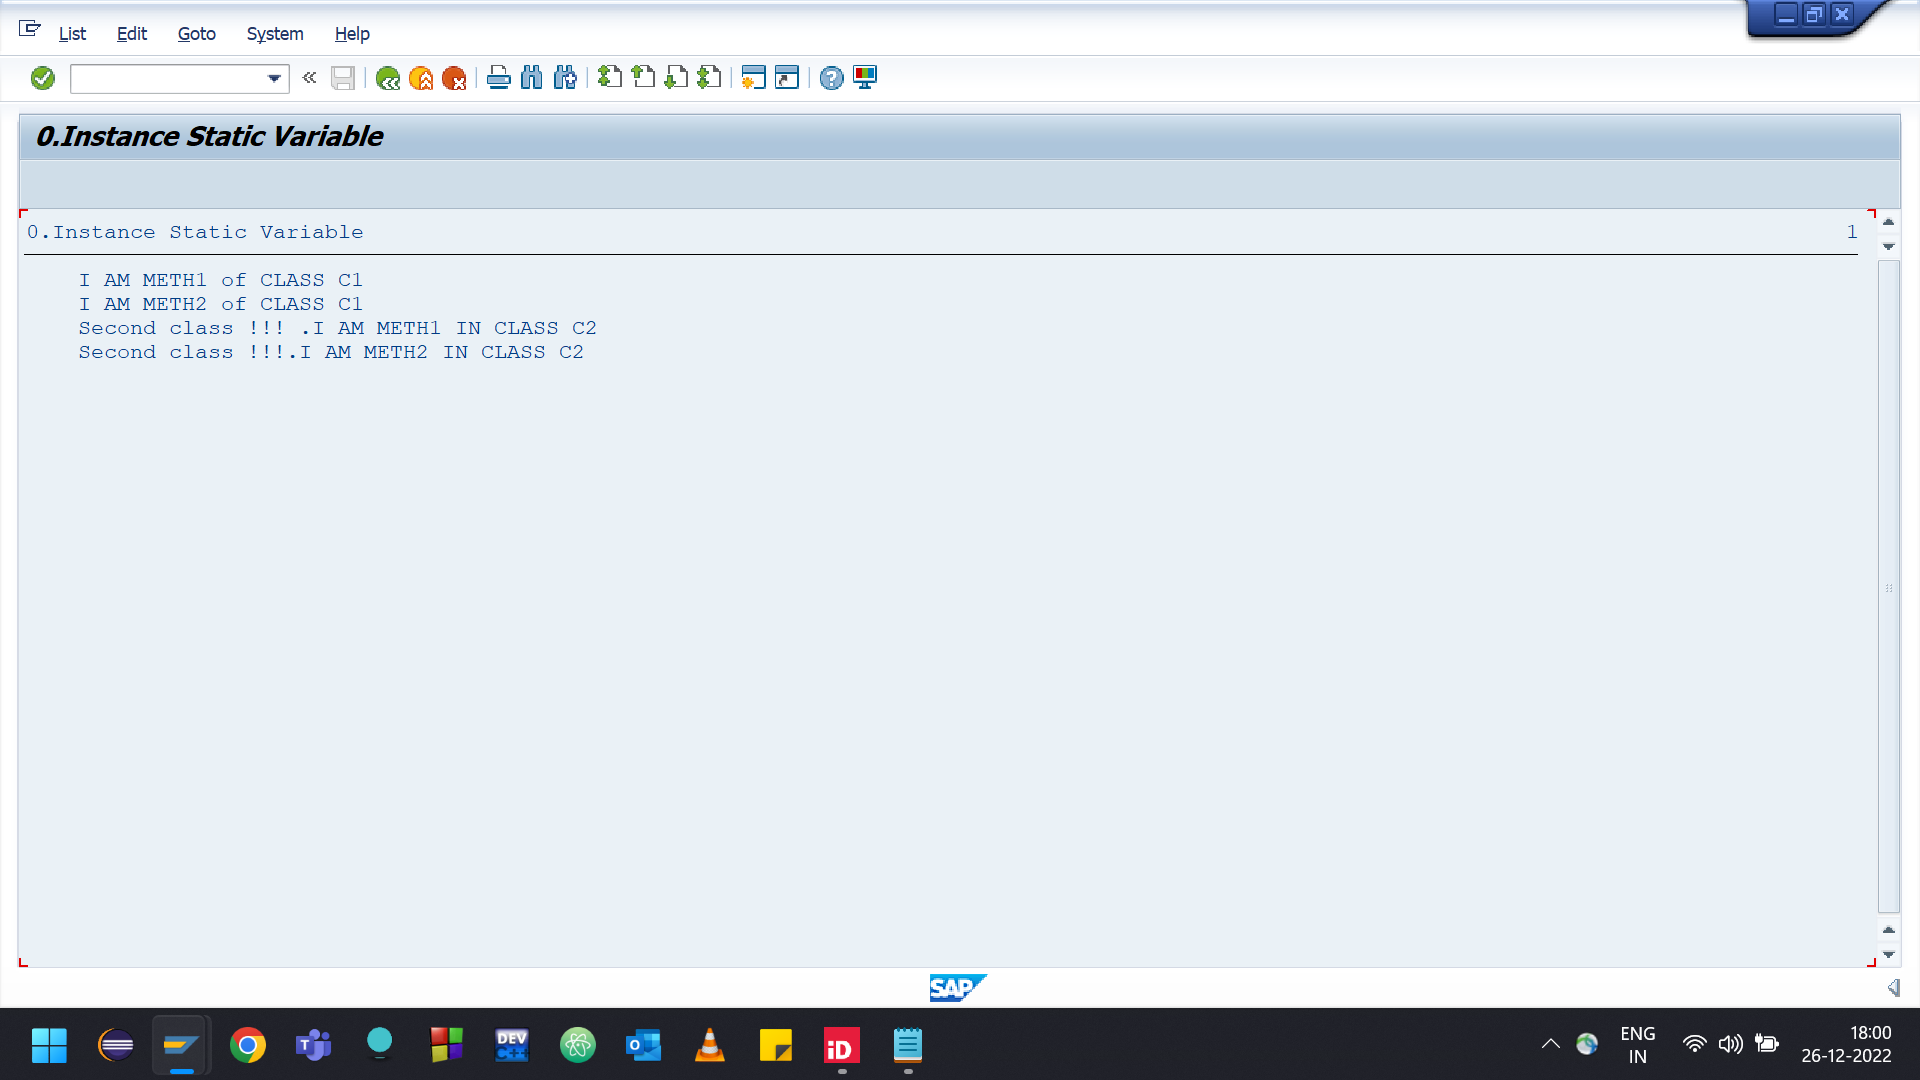 List Edit Goto System Help
0.Instance Static Variable
0.Instance Static Variable 1
I AM METH1 of CLASS C1
I AM METH2 of CLASS C1
Second class !!! .I AM METH1 IN CLASS C2
Second class !!!.I AM METH2 IN CLASS C2
SAP
T DEV C++ O iD
ENG
IN
18:00
26-12-2022